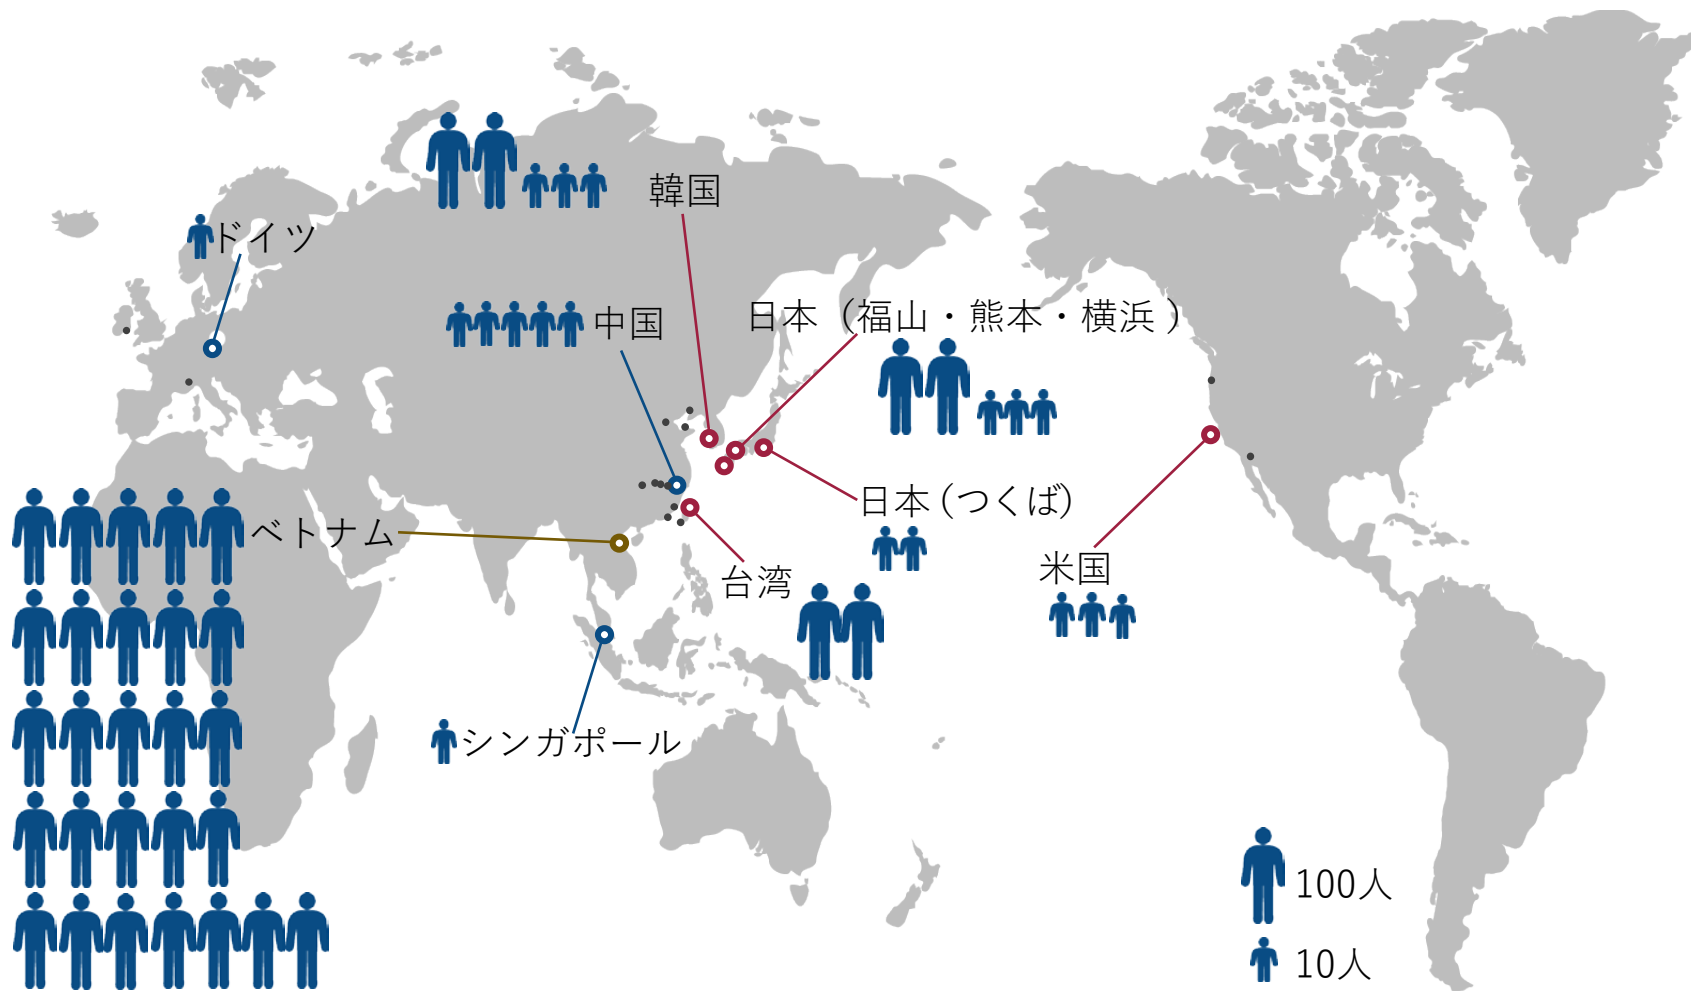 韓国
ドイツ
中国
日本（福山・熊本・横浜）
日本(つくば)
ベトナム
台湾
米国
シンガポール
100人
10人